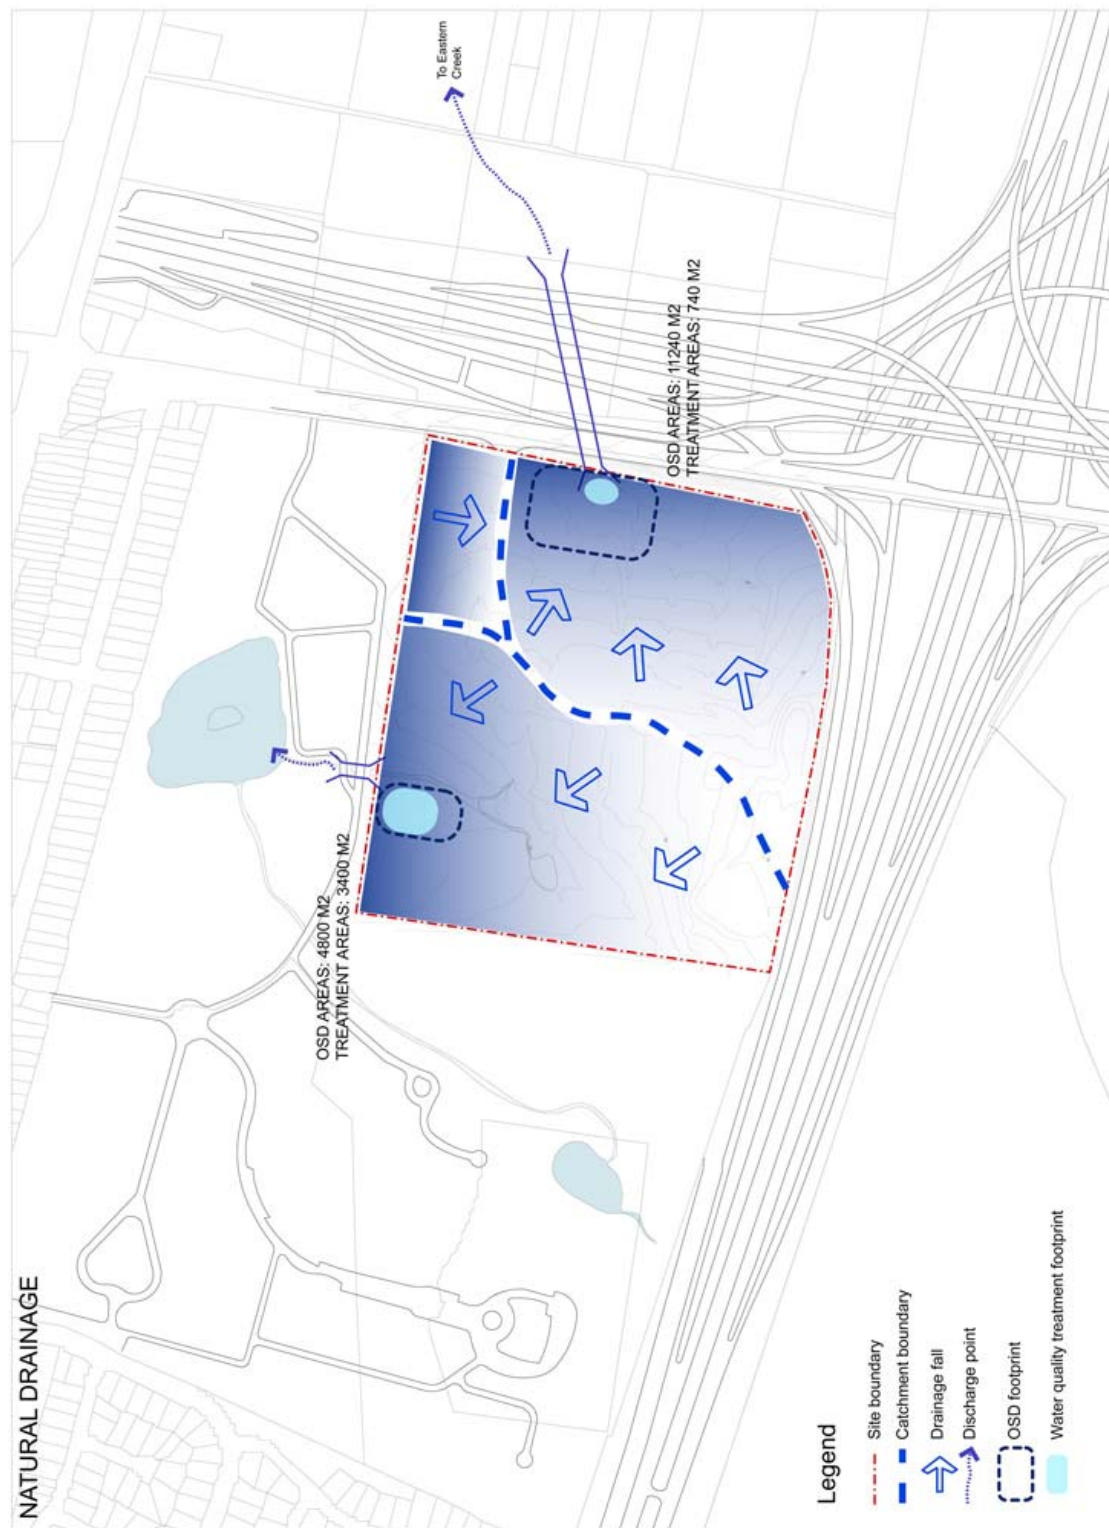 NATURAL DRAINAGE
To Eastern
Creek
OSD AREAS: 4800 M2
TREATMENT AREAS: 3400 M2
OSD AREAS: 11240 M2
TREATMENT AREAS: 740 M2
Legend
Site boundary
Catchment boundary
Drainage fall
Discharge point
OSD footprint
Water quality treatment footprint